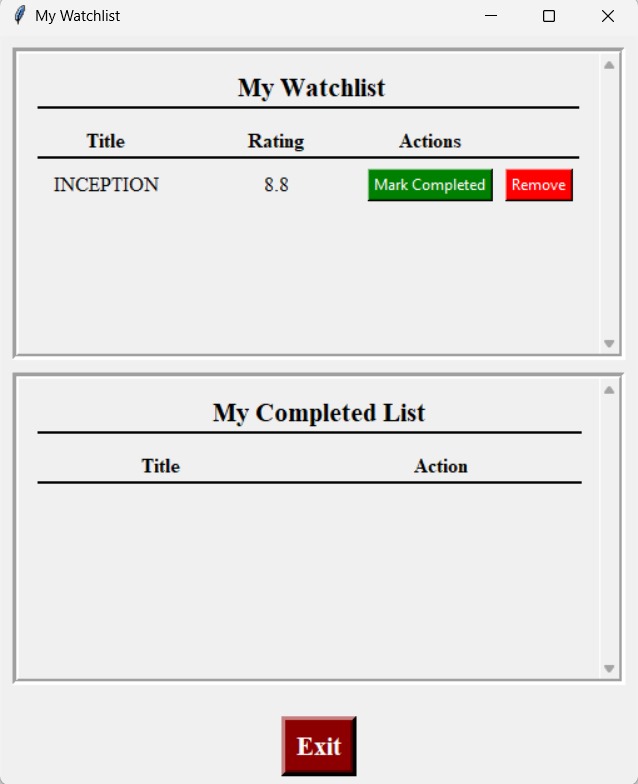 My Watchlist
My Watchlist
Title Rating Actions
INCEPTION 8.8 Mark Completed Remove
My Completed List
Title Action
Exit